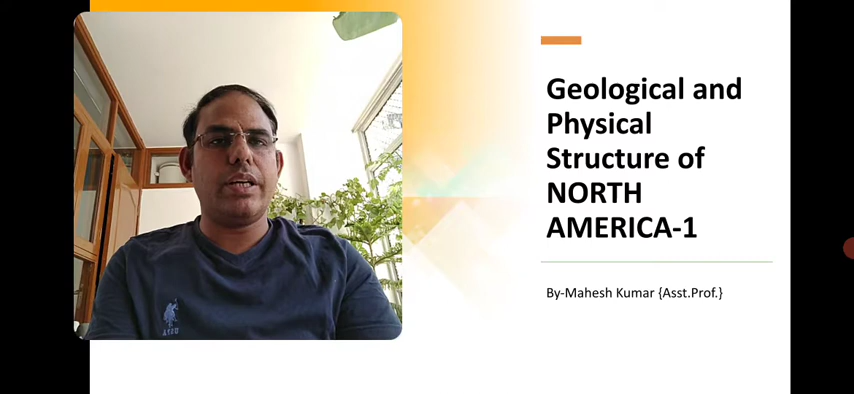 Geological and
Physical
Structure of
NORTH
AMERICA-1
By-Mahesh Kumar {Asst.Prof.}